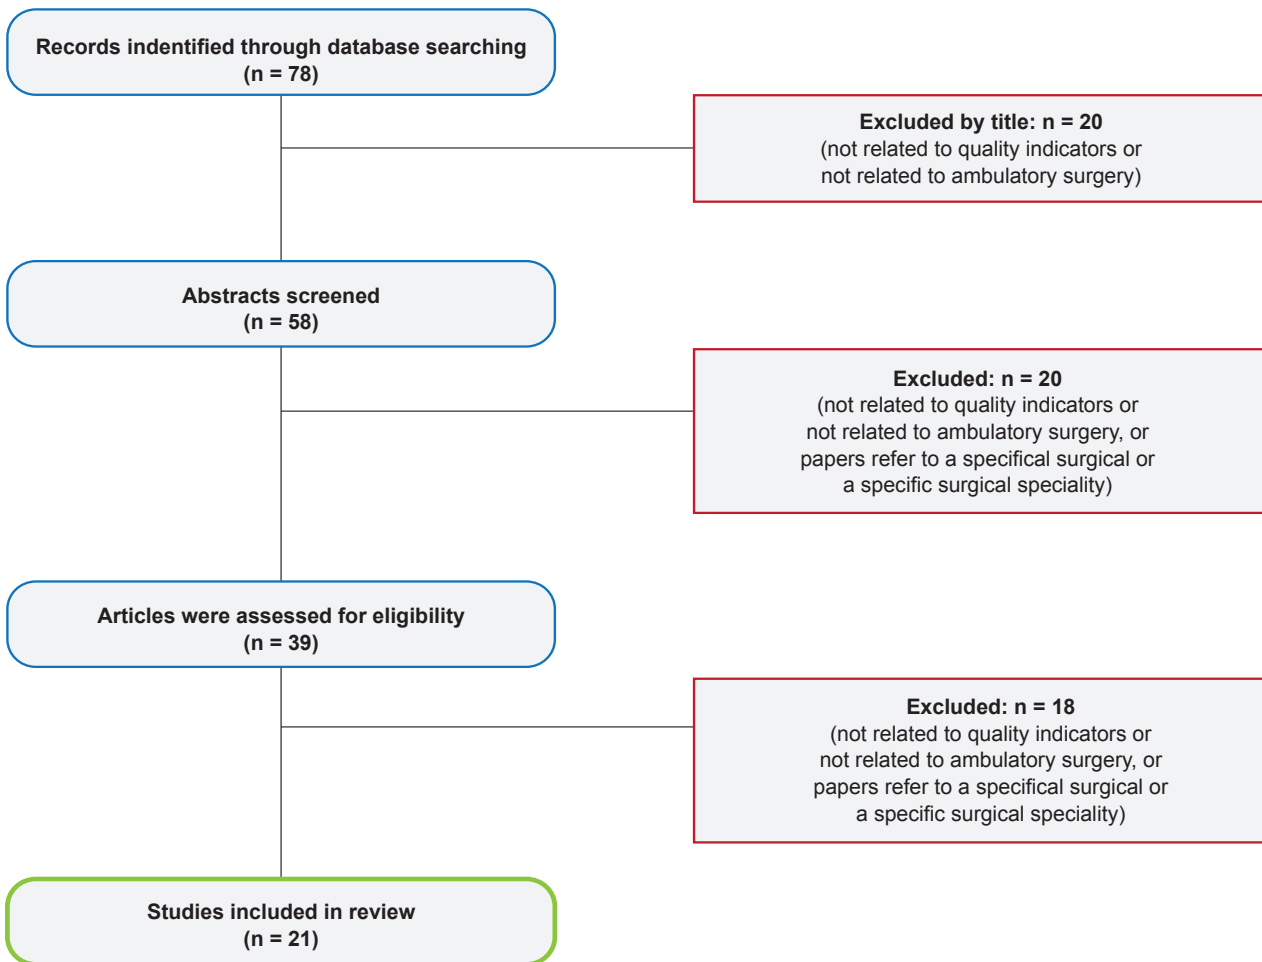 Records indentified through database searching
(n = 78)
Excluded by title: n = 20
(not related to quality indicators or
not related to ambulatory surgery)
Abstracts screened
(n = 58)
Excluded: n = 20
(not related to quality indicators or
not related to ambulatory surgery, or
papers refer to a specifical surgical or
a specific surgical speciality)
Articles were assessed for eligibility
(n = 39)
Excluded: n = 18
(not related to quality indicators or
not related to ambulatory surgery, or
papers refer to a specifical surgical or
a specific surgical speciality)
Studies included in review
(n = 21)